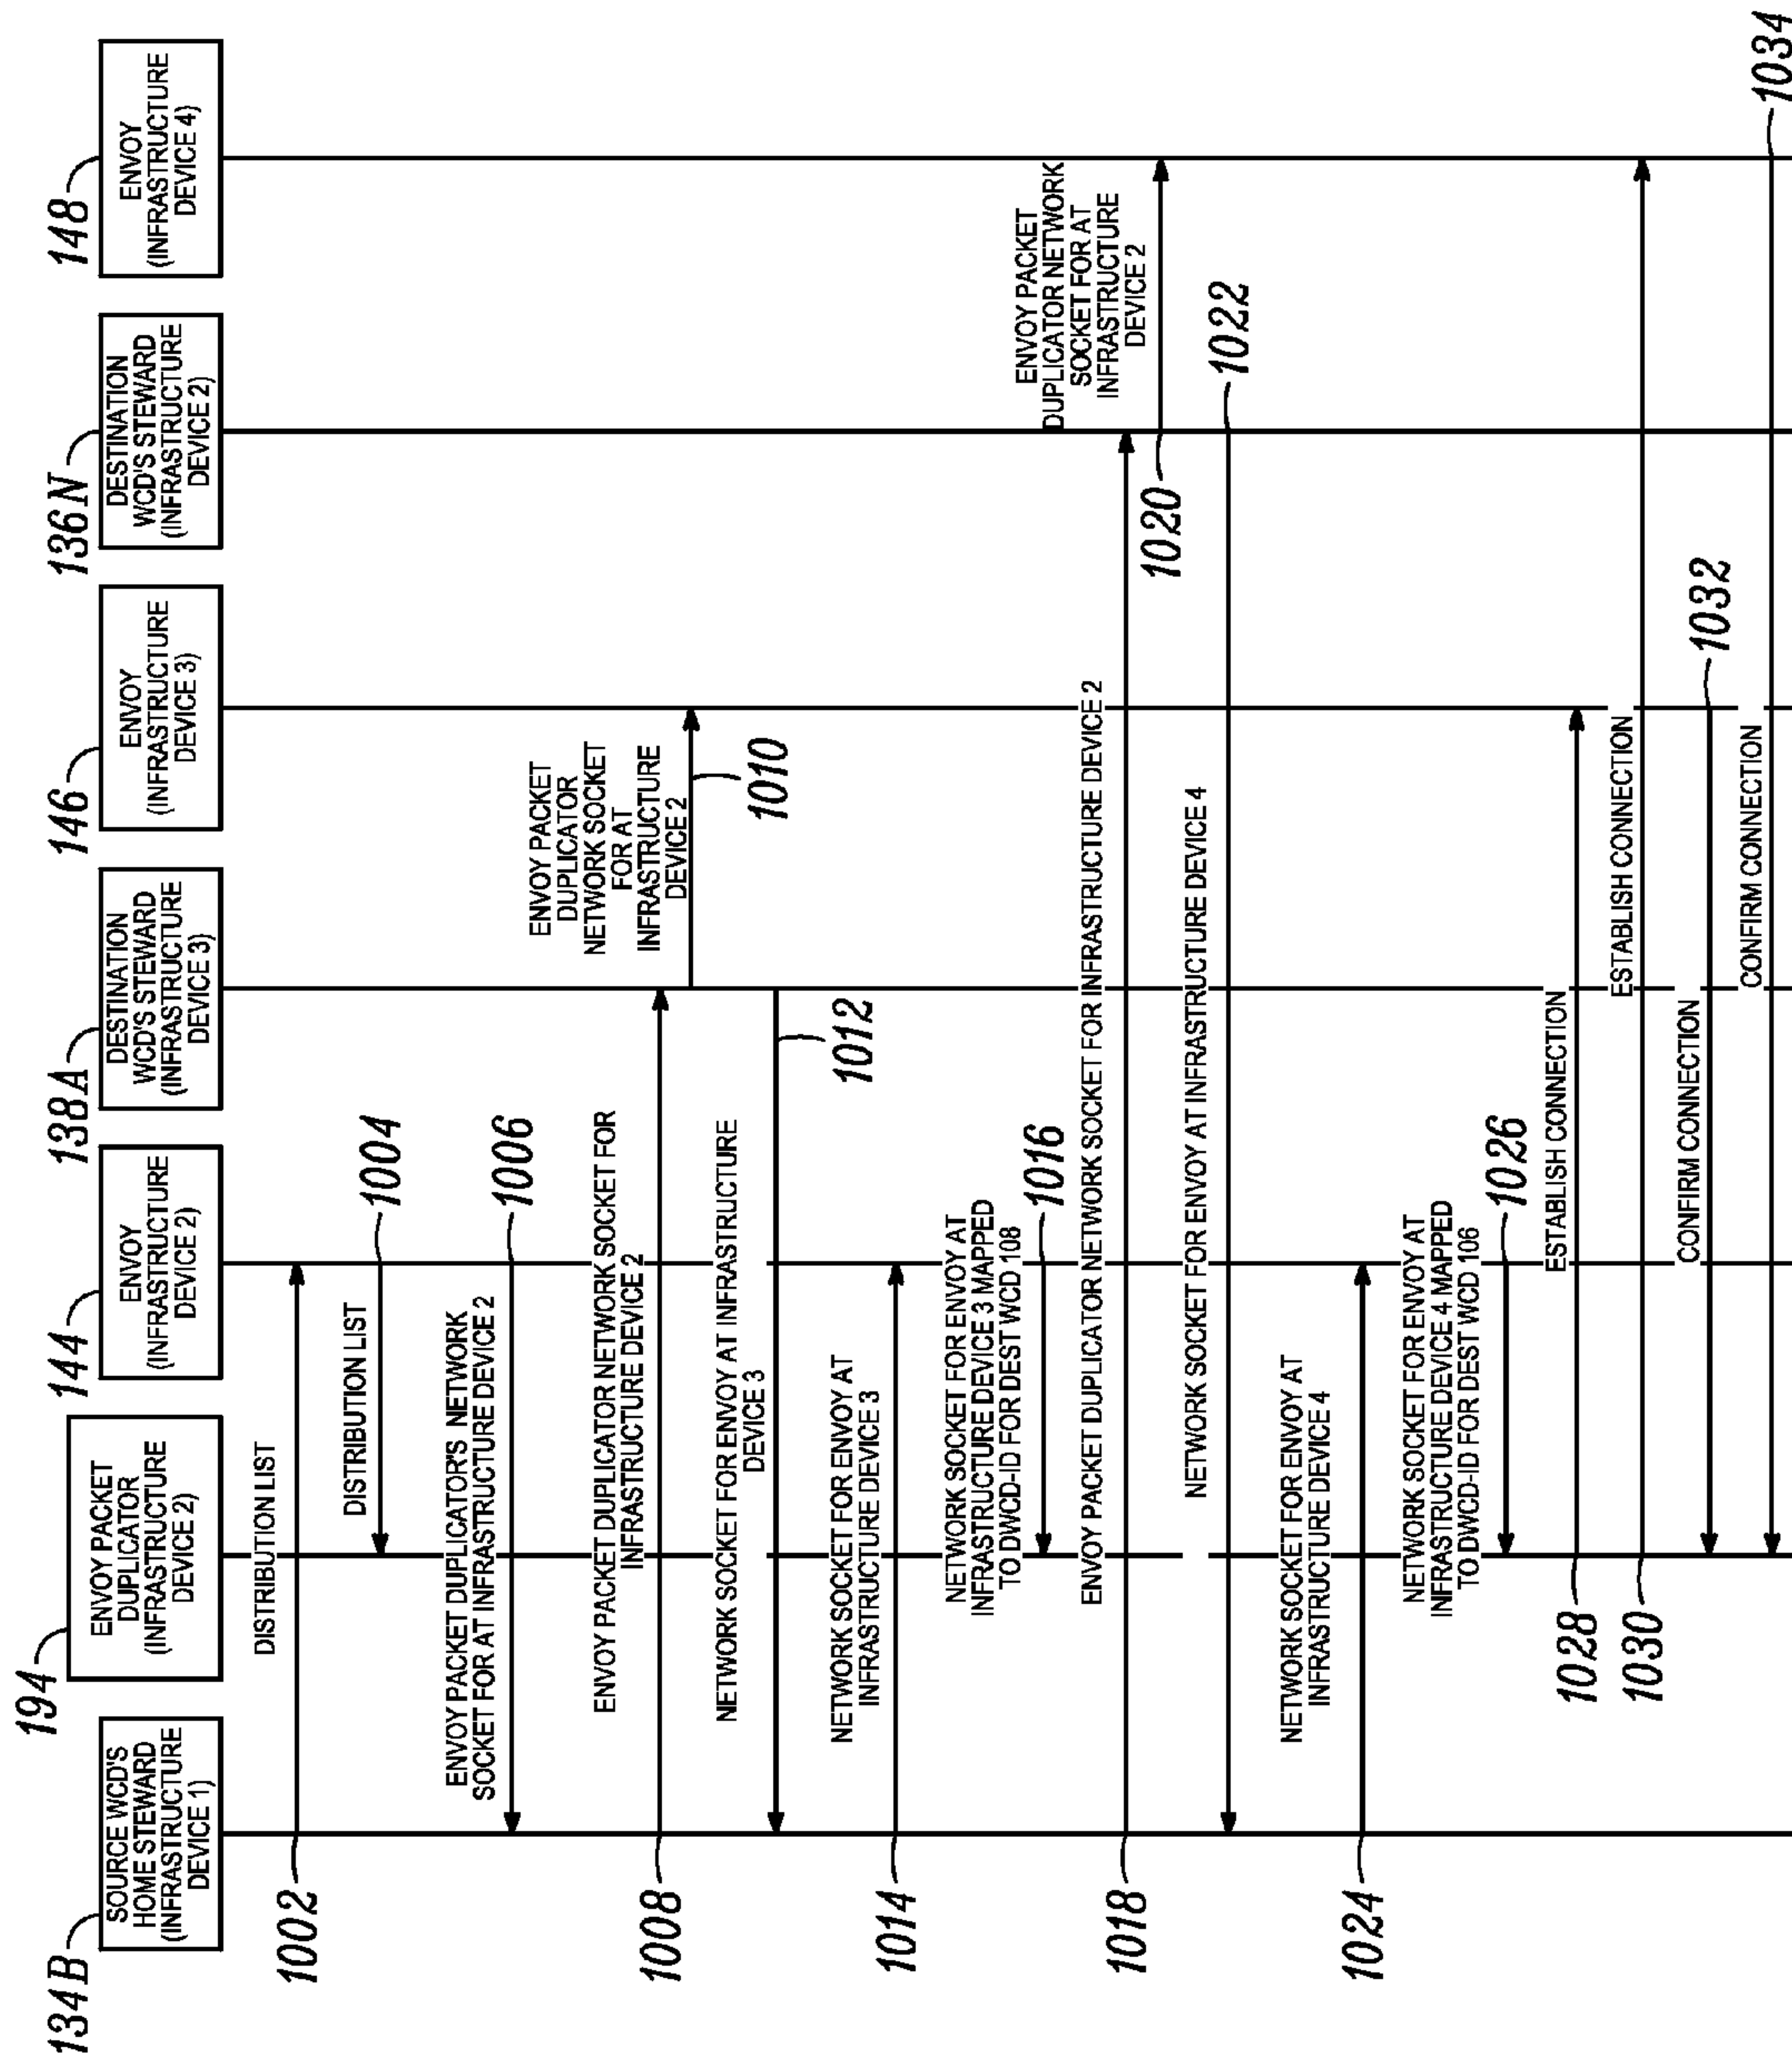 134B
SOURCE WCD'S
HOME STEWARD
(INFRASTRUCTURE
DEVICE 1)
194
ENVOY PACKET
DUPLICATOR
(INFRASTRUCTURE
DEVICE 2)
144
ENVOY
(INFRASTRUCTURE
DEVICE 2)
138A
DESTINATION
WCD'S STEWARD
(INFRASTRUCTURE
DEVICE 3)
146
ENVOY
(INFRASTRUCTURE
DEVICE 3)
136N
DESTINATION
WCD'S STEWARD
(INFRASTRUCTURE
DEVICE 2)
148
ENVOY
(INFRASTRUCTURE
DEVICE 4)
DISTRIBUTION LIST
1002
DISTRIBUTION LIST
1004
ENVOY PACKET DUPLICATOR'S NETWORK
SOCKET FOR AT INFRASTRUCTURE DEVICE 2
1006
ENVOY PACKET DUPLICATOR NETWORK SOCKET FOR
INFRASTRUCTURE DEVICE 2
1008
ENVOY PACKET
DUPLICATOR
NETWORK SOCKET
FOR AT
INFRASTRUCTURE
DEVICE 2
1010
NETWORK SOCKET FOR ENVOY AT INFRASTRUCTURE
DEVICE 3
1012
NETWORK SOCKET FOR ENVOY AT
INFRASTRUCTURE DEVICE 3
1014
NETWORK SOCKET FOR ENVOY AT
INFRASTRUCTURE DEVICE 3 MAPPED
TO DWCD-ID FOR DEST WCD 108
1016
ENVOY PACKET DUPLICATOR NETWORK SOCKET FOR INFRASTRUCTURE DEVICE 2
1018
ENVOY PACKET
DUPLICATOR NETWORK
SOCKET FOR AT
INFRASTRUCTURE
DEVICE 2
1020
NETWORK SOCKET FOR ENVOY AT INFRASTRUCTURE DEVICE 4
1022
NETWORK SOCKET FOR ENVOY AT
INFRASTRUCTURE DEVICE 4
1024
NETWORK SOCKET FOR ENVOY AT
INFRASTRUCTURE DEVICE 4 MAPPED
TO DWCD-ID FOR DEST WCD 106
1026
ESTABLISH CONNECTION
1028
ESTABLISH CONNECTION
1030
CONFIRM CONNECTION
1032
CONFIRM CONNECTION
1034